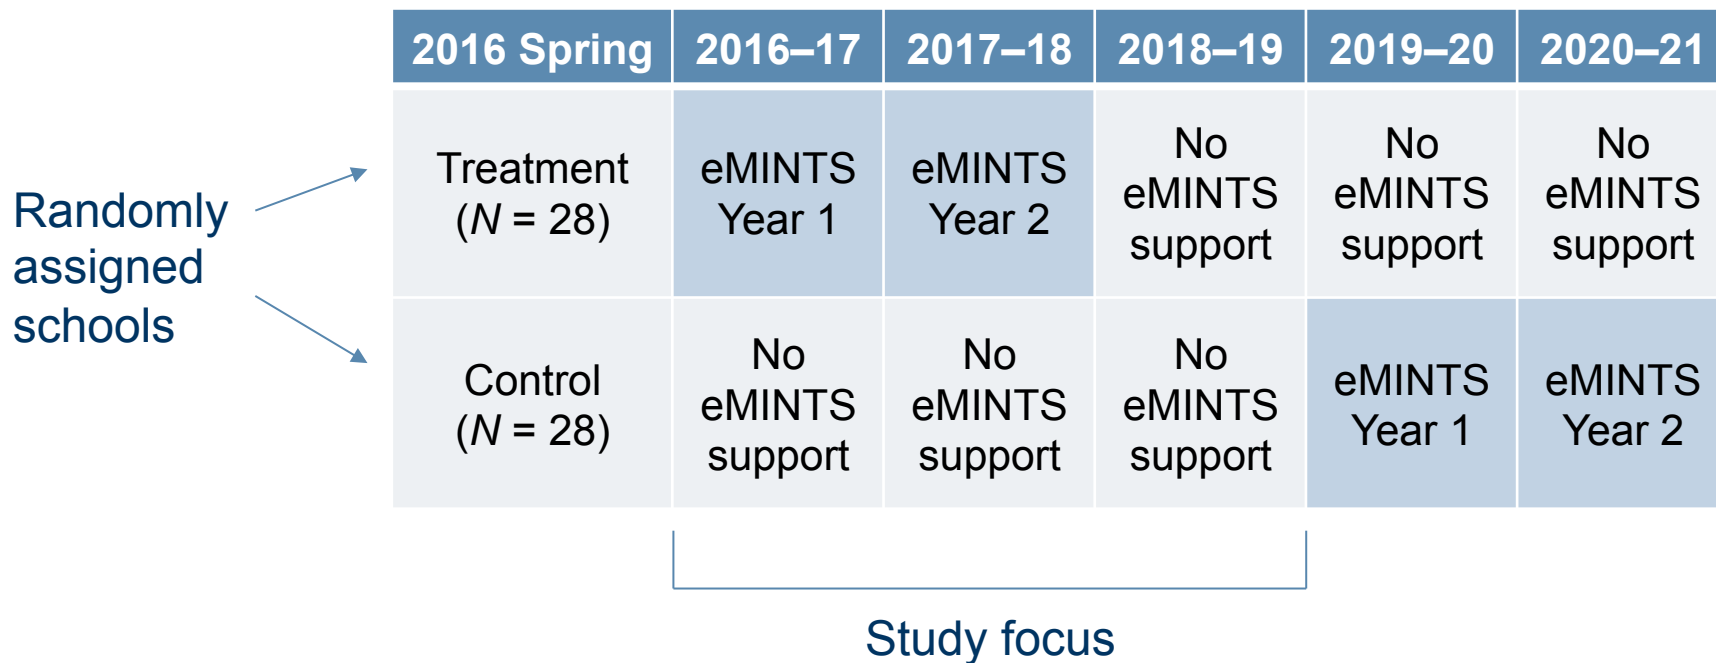 2016 Spring
2016–17
2017–18
2018–19
2019–20
2020–21
Randomly
assigned
schools
Treatment
(N = 28)
eMINTS
Year 1
eMINTS
Year 2
No
eMINTS
support
No
eMINTS
support
No
eMINTS
support
Control
(N = 28)
No
eMINTS
support
No
eMINTS
support
No
eMINTS
support
eMINTS
Year 1
eMINTS
Year 2
Study focus